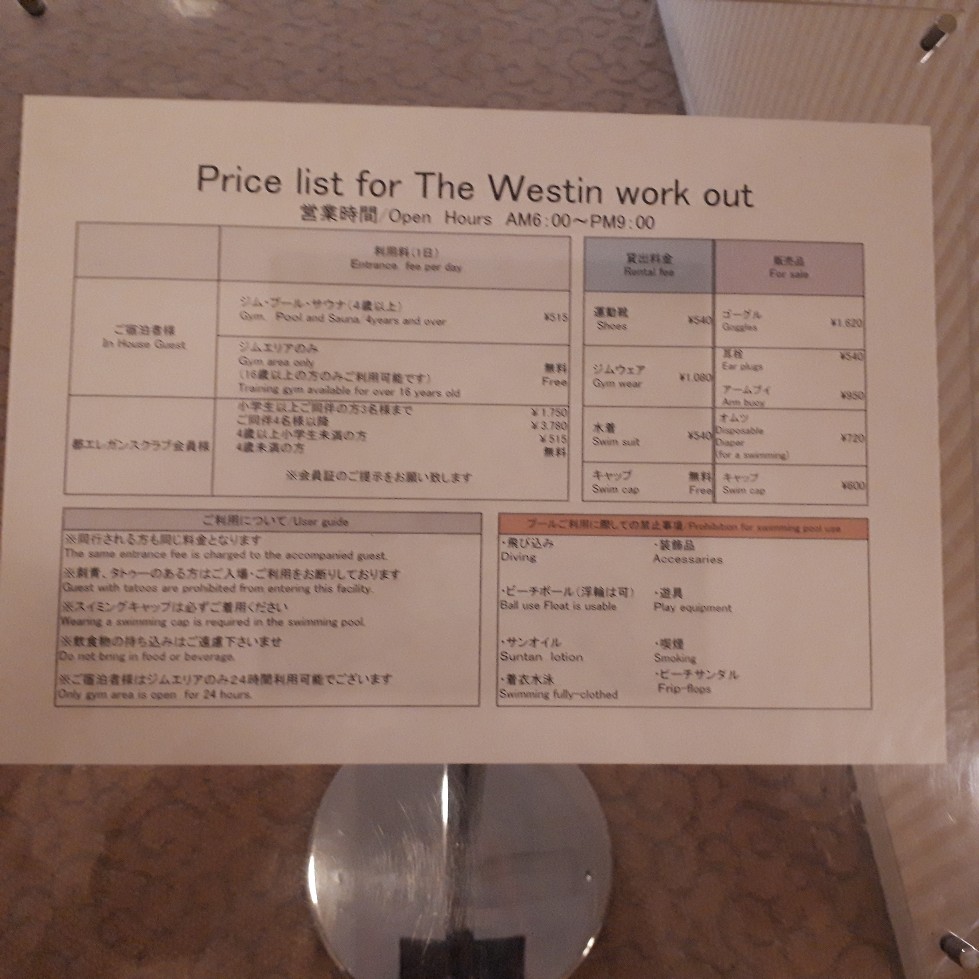 Price list for The Westin work out
営業時間/Open Hours AM6:00～PM9:00
利用料(1日)
Entrance. fee per day
ご宿泊者様
In House Guest
ジム・プール・サウナ(4歳以上)
Gym. Pool and Sauna. 4years and over
¥515
ジムエリアのみ
Gym area only
(16歳以上の方のみご利用可能です)
Training gym available for over 16 years old
無料
Free
都エレガンスクラブ会員様
小学生以上ご同伴の方3名様まで ¥1.750
ご同伴4名様以降 ¥3.780
4歳以上小学生未満の方 ¥515
4歳未満の方 無料
※会員証のご提示をお願い致します
貸出料金
Rental fee
運動靴
Shoes
¥540
ジムウェア
Gym wear
¥1.080
水着
Swim suit
¥540
キャップ
Swim cap
無料
Free
販売品
For sale
ゴーグル
Goggles
¥1.620
耳栓
Ear plugs
¥540
アームブイ
Arm buoy
¥950
オムツ
Disposable
Diaper
(for a swimming)
¥720
キャップ
Swim cap
¥600
ご利用について/User guide
※同行される方も同じ料金となります
The same entrance fee is charged to the accompanied guest.
※刺青、タトゥーのある方はご入場・ご利用をお断りしております
Guest with tatoos are prohibited from entering this facility.
※スイミングキャップは必ずご着用ください
Wearing a swimming cap is required in the swimming pool.
※飲食物の持ち込みはご遠慮下さいませ
Do not bring in food or beverage.
※ご宿泊者様はジムエリアのみ24時間利用可能でございます
Only gym area is open for 24 hours.
プールご利用に際しての禁止事項/Prohibition for swimming pool use
・飛び込み
Diving
・装飾品
Accessaries
・ビーチボール(浮輪は可)
Ball use Float is usable
・遊具
Play equipment
・サンオイル
Suntan lotion
・喫煙
Smoking
・着衣水泳
Swimming fully-clothed
・ビーチサンダル
Frip-flops